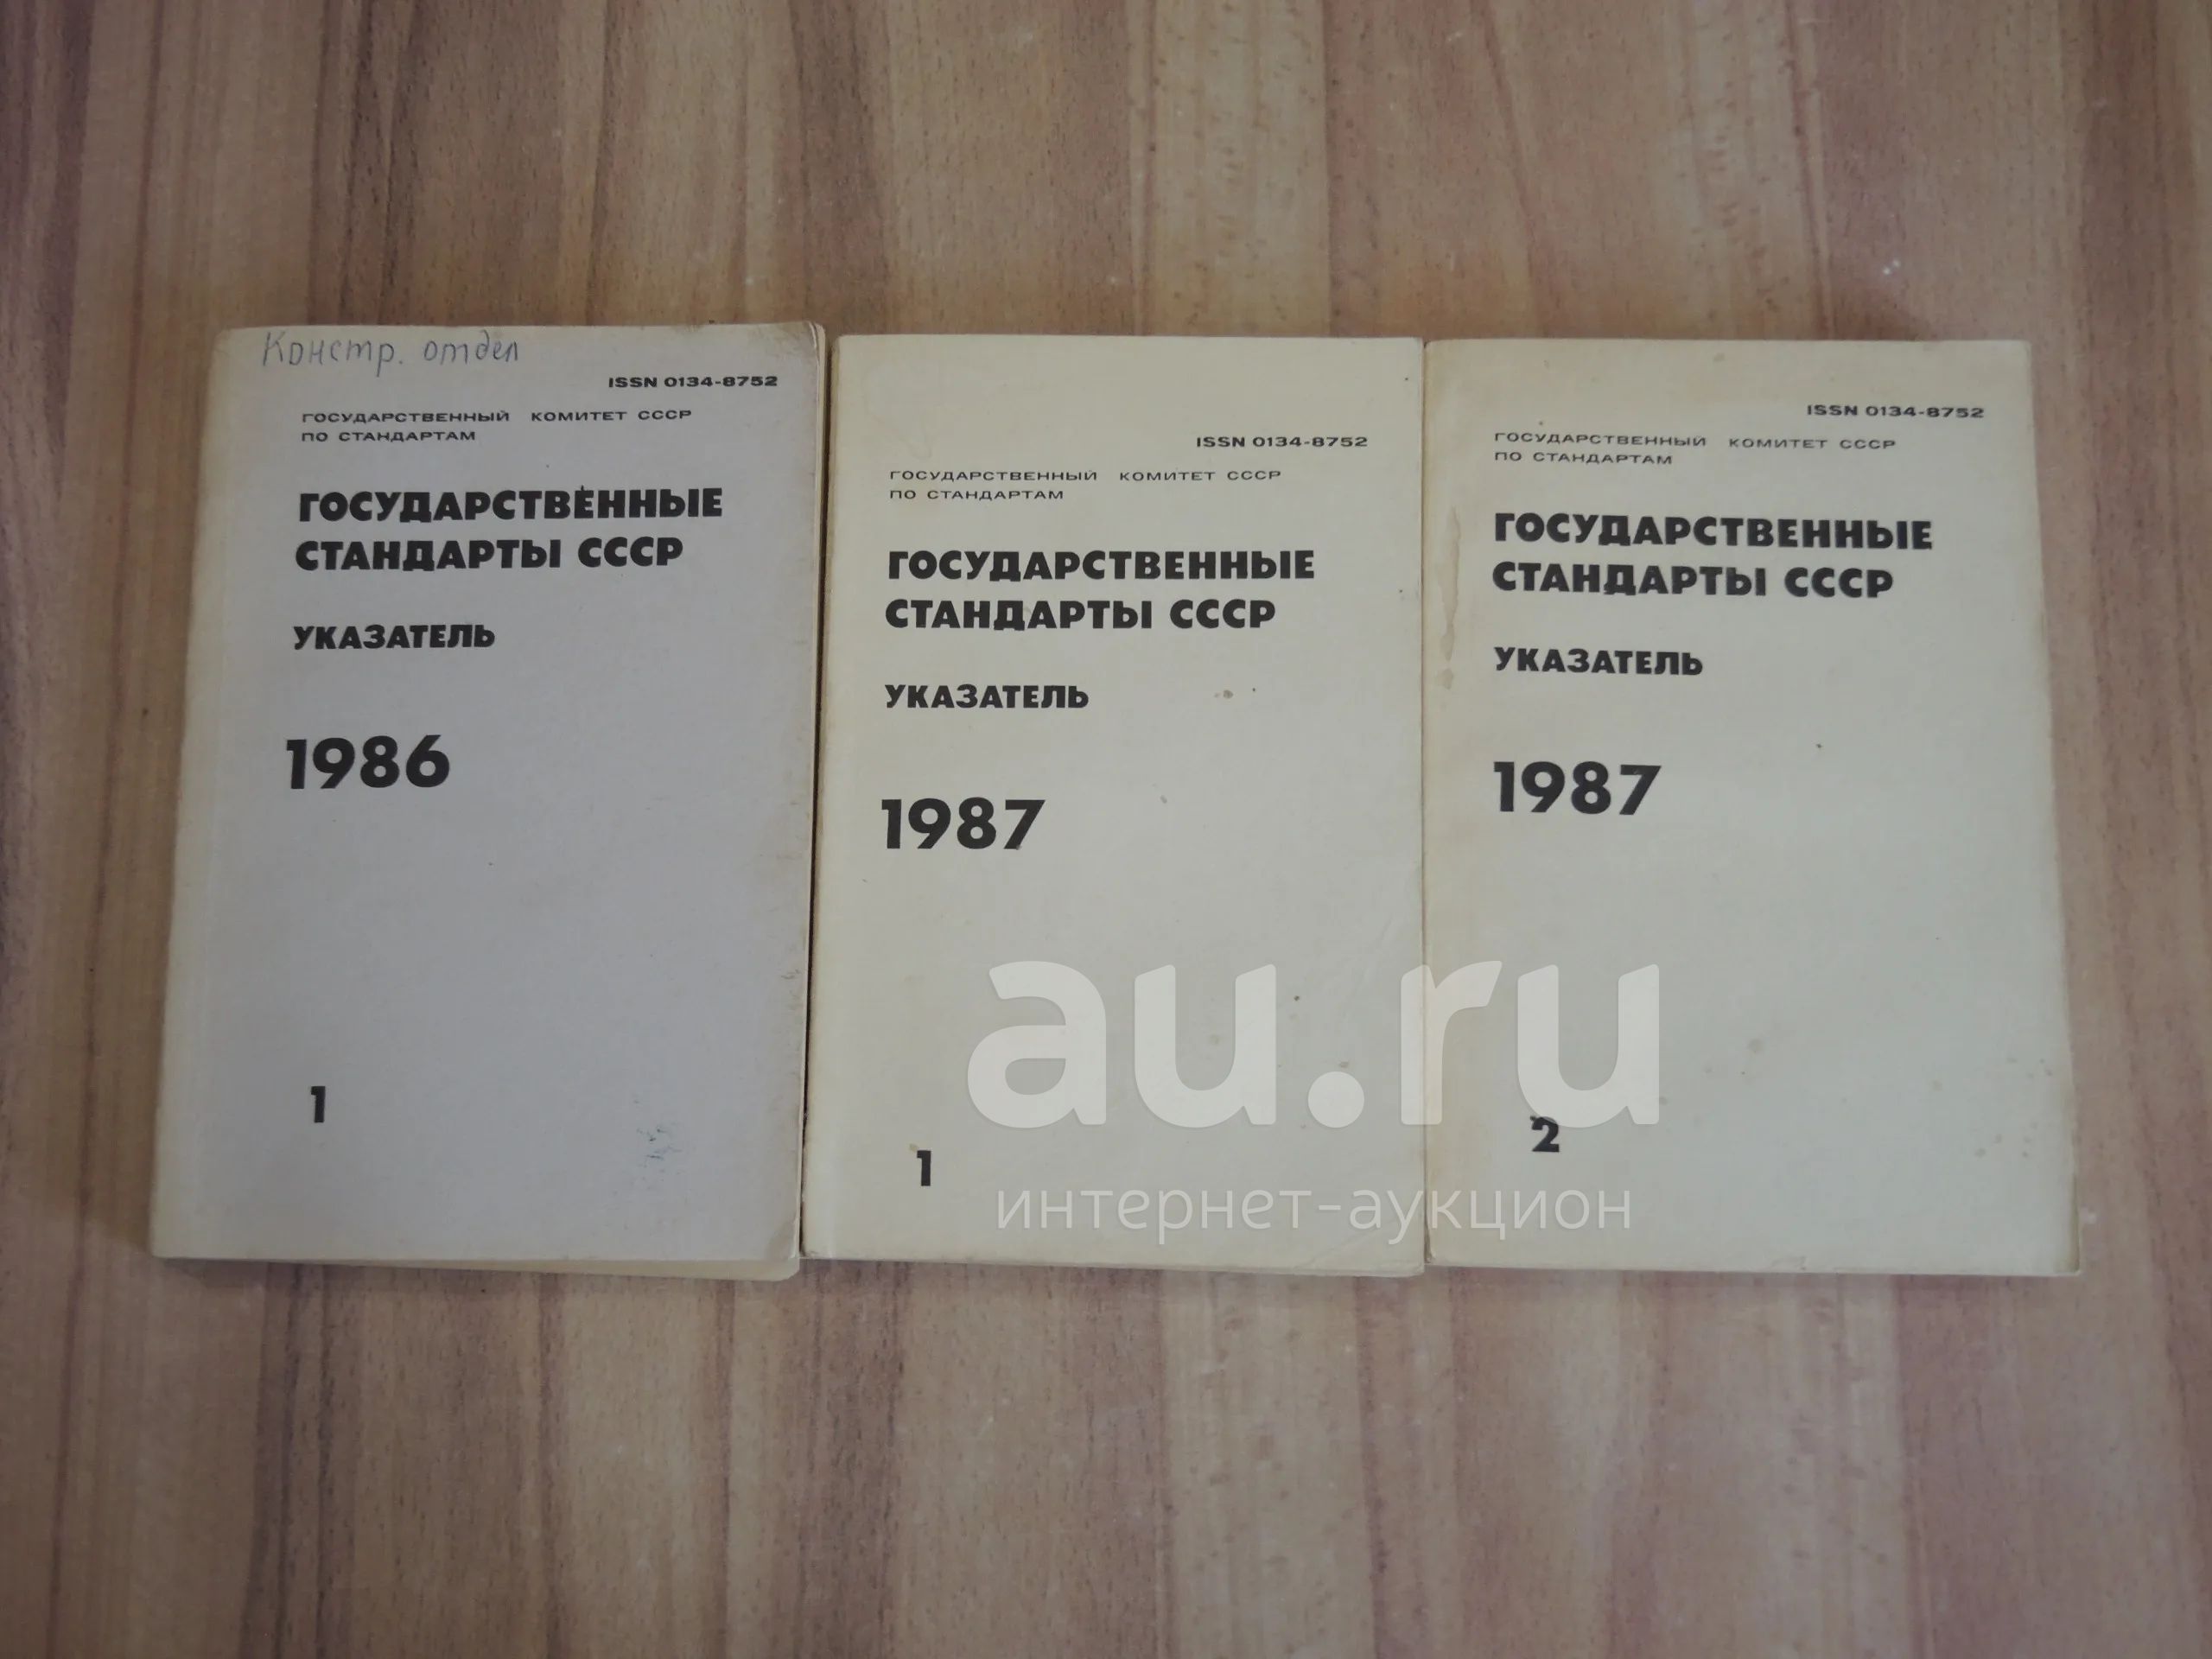 Констр. отдел
ISSN 0134-8752
ГОСУДАРСТВЕННЫЙ КОМИТЕТ СССР
ПО СТАНДАРТАМ
ГОСУДАРСТВЕННЫЕ
СТАНДАРТЫ СССР
УКАЗАТЕЛЬ
1986
1
ISSN 0134-8752
ГОСУДАРСТВЕННЫЙ КОМИТЕТ СССР
ПО СТАНДАРТАМ
ГОСУДАРСТВЕННЫЕ
СТАНДАРТЫ СССР
УКАЗАТЕЛЬ
1987
1
ISSN 0134-8752
ГОСУДАРСТВЕННЫЙ КОМИТЕТ СССР
ПО СТАНДАРТАМ
ГОСУДАРСТВЕННЫЕ
СТАНДАРТЫ СССР
УКАЗАТЕЛЬ
1987
2
au.ru
интернет-аукцион